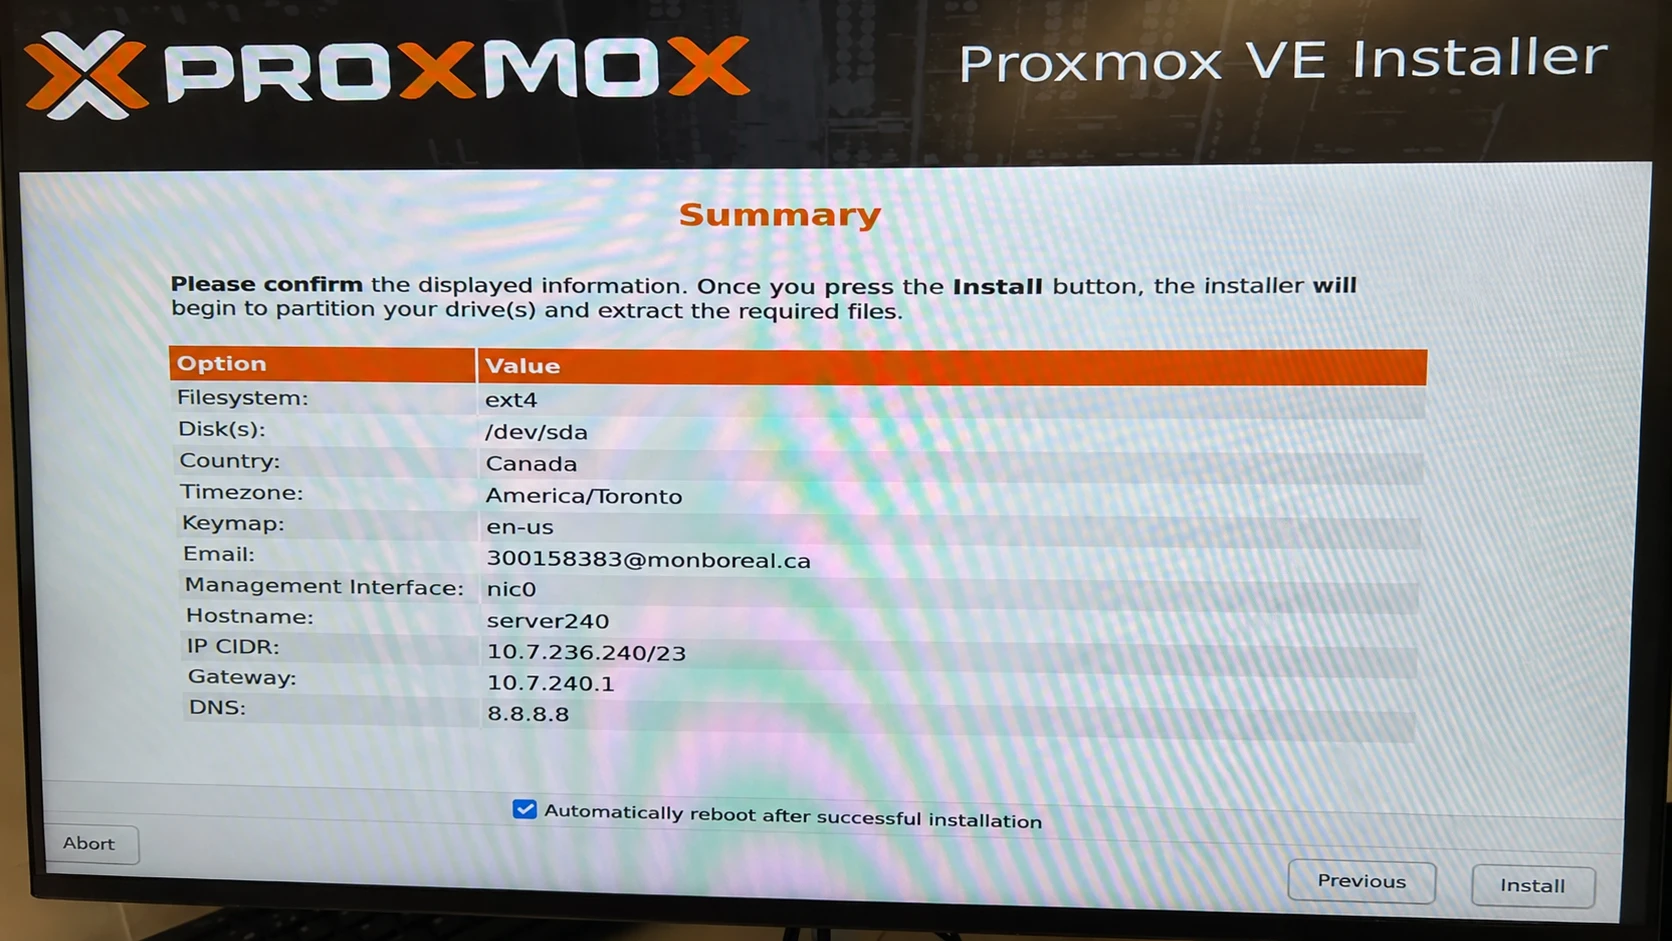 PROXMOX
Proxmox VE Installer
Summary
Please confirm the displayed information. Once you press the Install button, the installer will
begin to partition your drive(s) and extract the required files.
Option Value
Filesystem: ext4
Disk(s): /dev/sda
Country: Canada
Timezone: America/Toronto
Keymap: en-us
Email: 300158383@monboreal.ca
Management Interface: nic0
Hostname: server240
IP CIDR: 10.7.236.240/23
Gateway: 10.7.240.1
DNS: 8.8.8.8
Automatically reboot after successful installation
Abort
Previous
Install